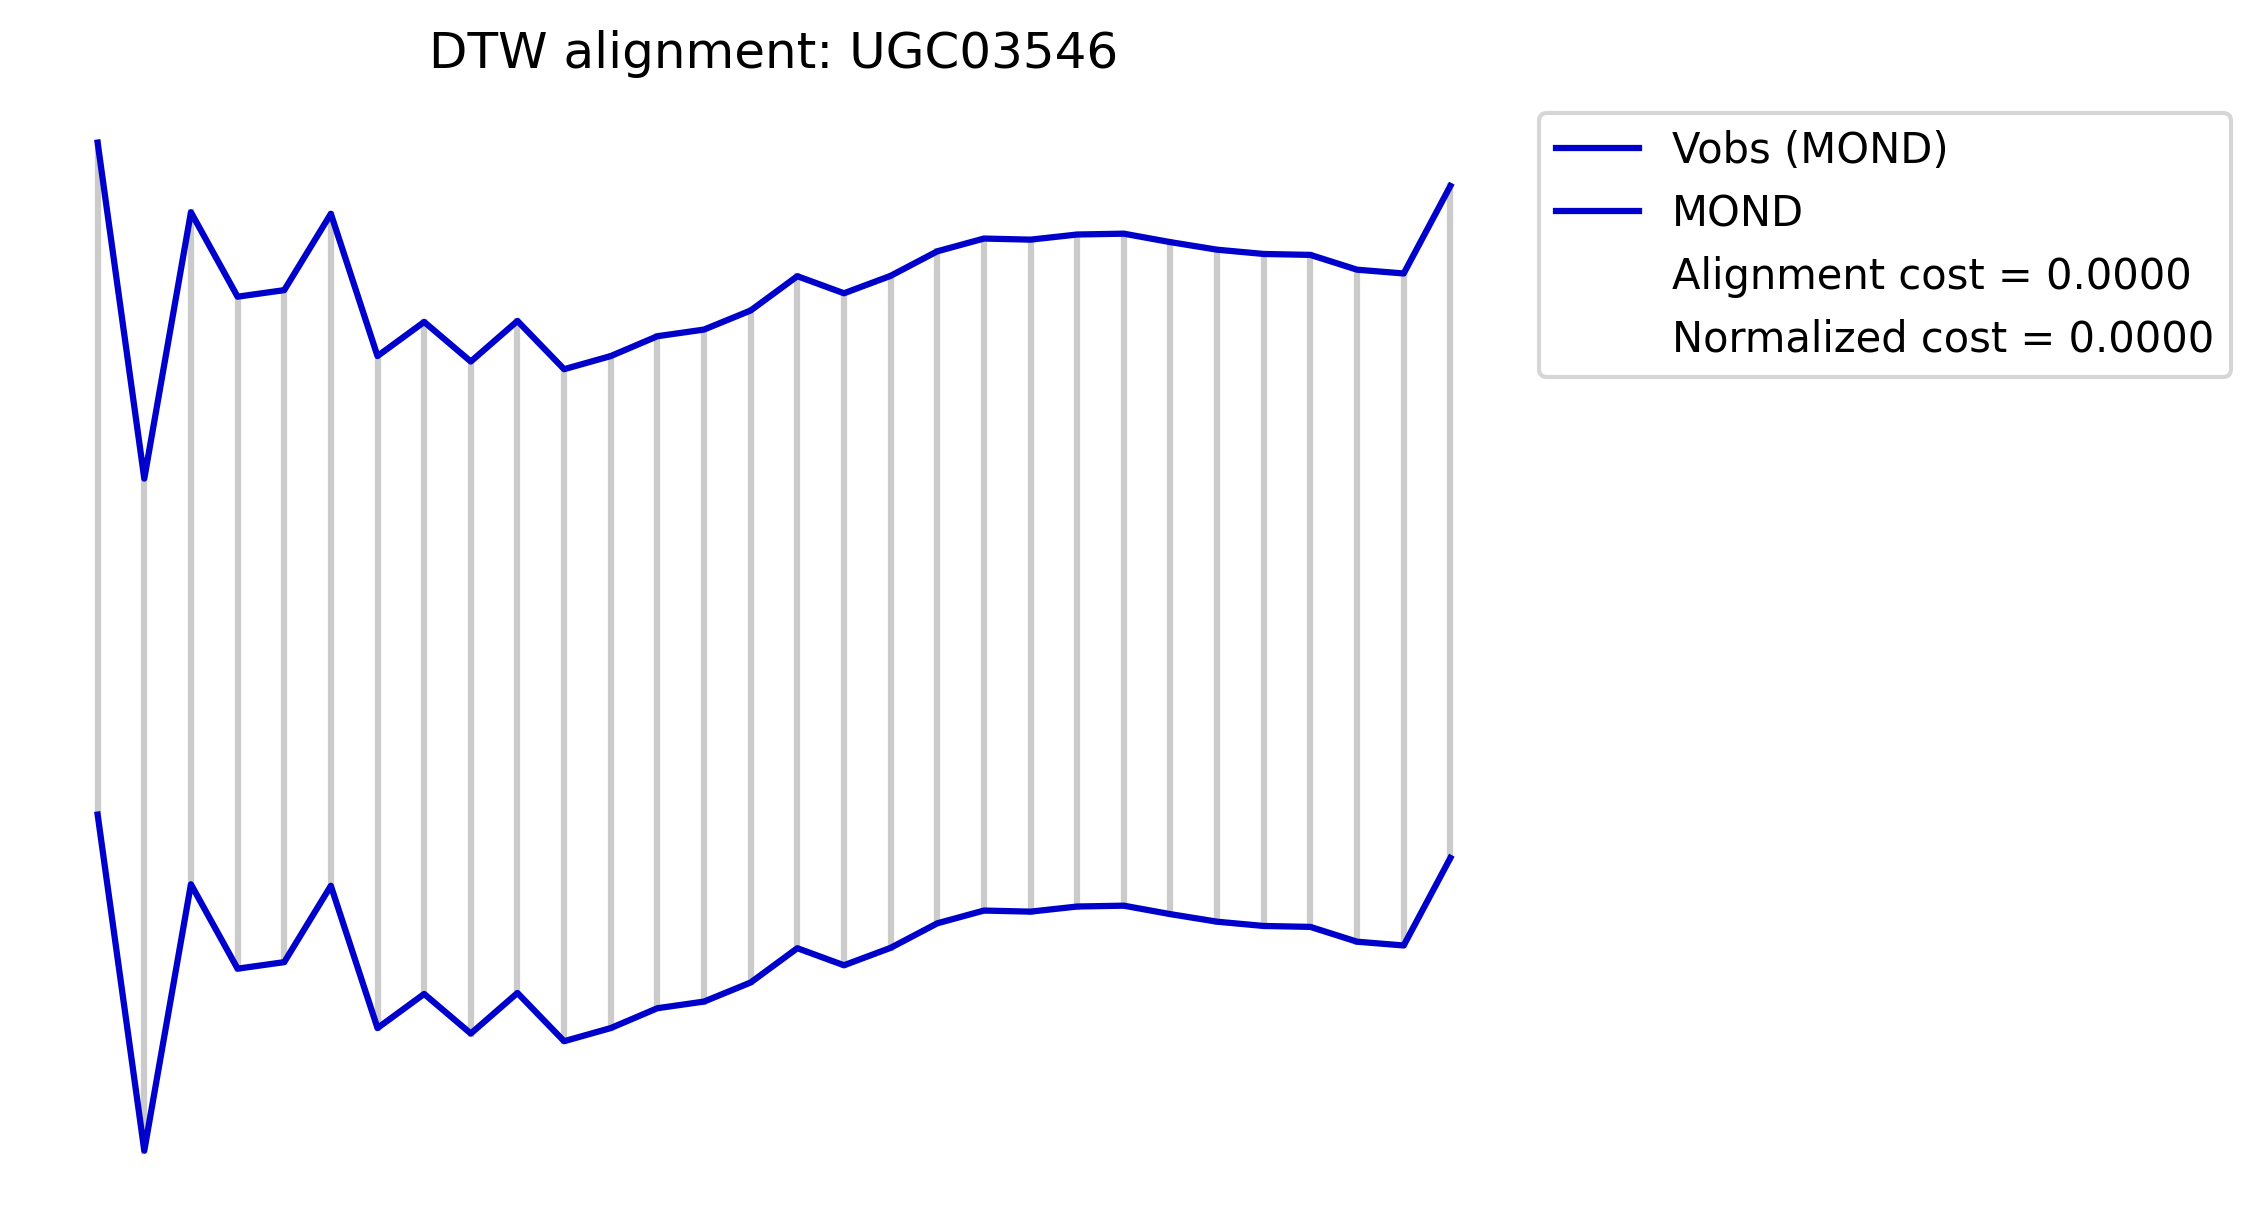 DTW alignment: UGC03546
Vobs (MOND)
MOND
Alignment cost = 0.0000
Normalized cost = 0.0000